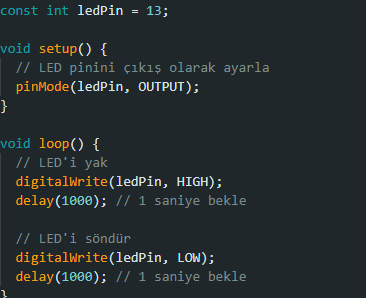 const int ledPin = 13;
void setup() {
// LED pinini çıkış olarak ayarla
pinMode(ledPin, OUTPUT);
}
void loop() {
// LED'i yak
digitalWrite(ledPin, HIGH);
delay(1000); // 1 saniye bekle
// LED'i söndür
digitalWrite(ledPin, LOW);
delay(1000); // 1 saniye bekle
}